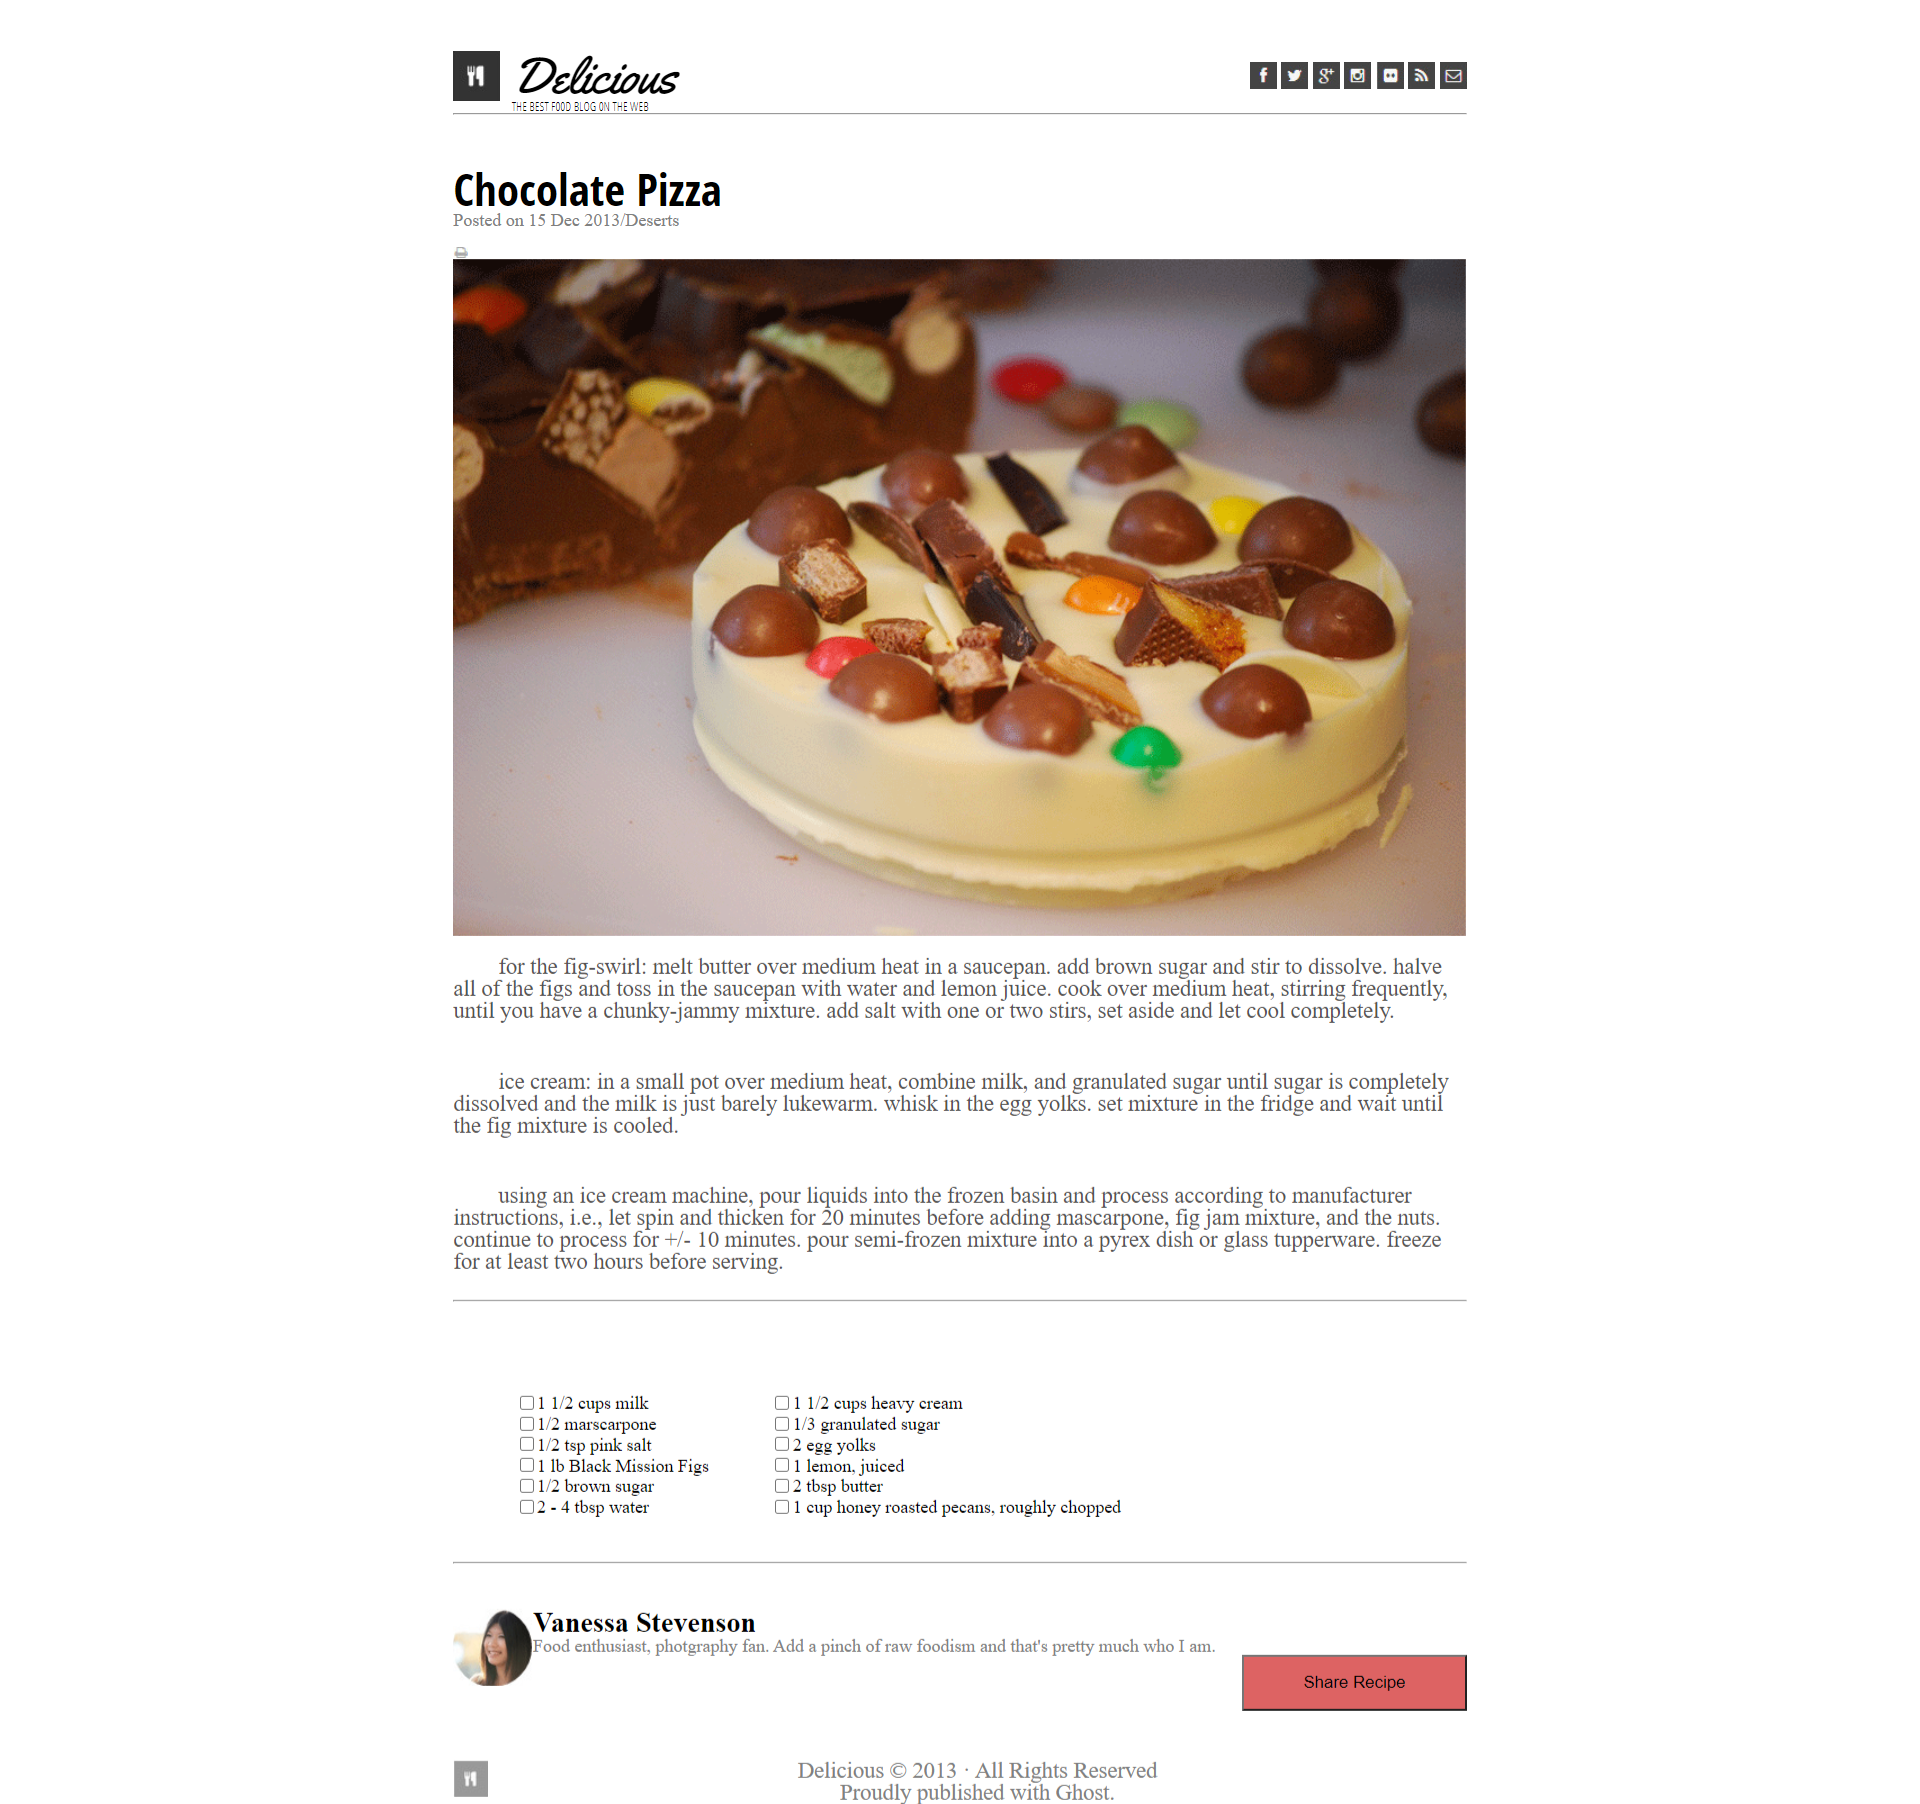 Delicious
THE BEST FOOD BLOG ON THE WEB
Chocolate Pizza
Posted on 15 Dec 2013/Deserts
for the fig-swirl: melt butter over medium heat in a saucepan. add brown sugar and stir to dissolve. halve
all of the figs and toss in the saucepan with water and lemon juice. cook over medium heat, stirring frequently,
until you have a chunky-jammy mixture. add salt with one or two stirs, set aside and let cool completely.
ice cream: in a small pot over medium heat, combine milk, and granulated sugar until sugar is completely
dissolved and the milk is just barely lukewarm. whisk in the egg yolks. set mixture in the fridge and wait until
the fig mixture is cooled.
using an ice cream machine, pour liquids into the frozen basin and process according to manufacturer
instructions, i.e., let spin and thicken for 20 minutes before adding mascarpone, fig jam mixture, and the nuts.
continue to process for +/- 10 minutes. pour semi-frozen mixture into a pyrex dish or glass tupperware. freeze
for at least two hours before serving.
1 1/2 cups milk
1/2 marscarpone
1/2 tsp pink salt
1 lb Black Mission Figs
1/2 brown sugar
2 - 4 tbsp water
1 1/2 cups heavy cream
1/3 granulated sugar
2 egg yolks
1 lemon, juiced
2 tbsp butter
1 cup honey roasted pecans, roughly chopped
Vanessa Stevenson
Food enthusiast, photgraphy fan. Add a pinch of raw foodism and that's pretty much who I am.
Share Recipe
Delicious © 2013 · All Rights Reserved
Proudly published with Ghost.